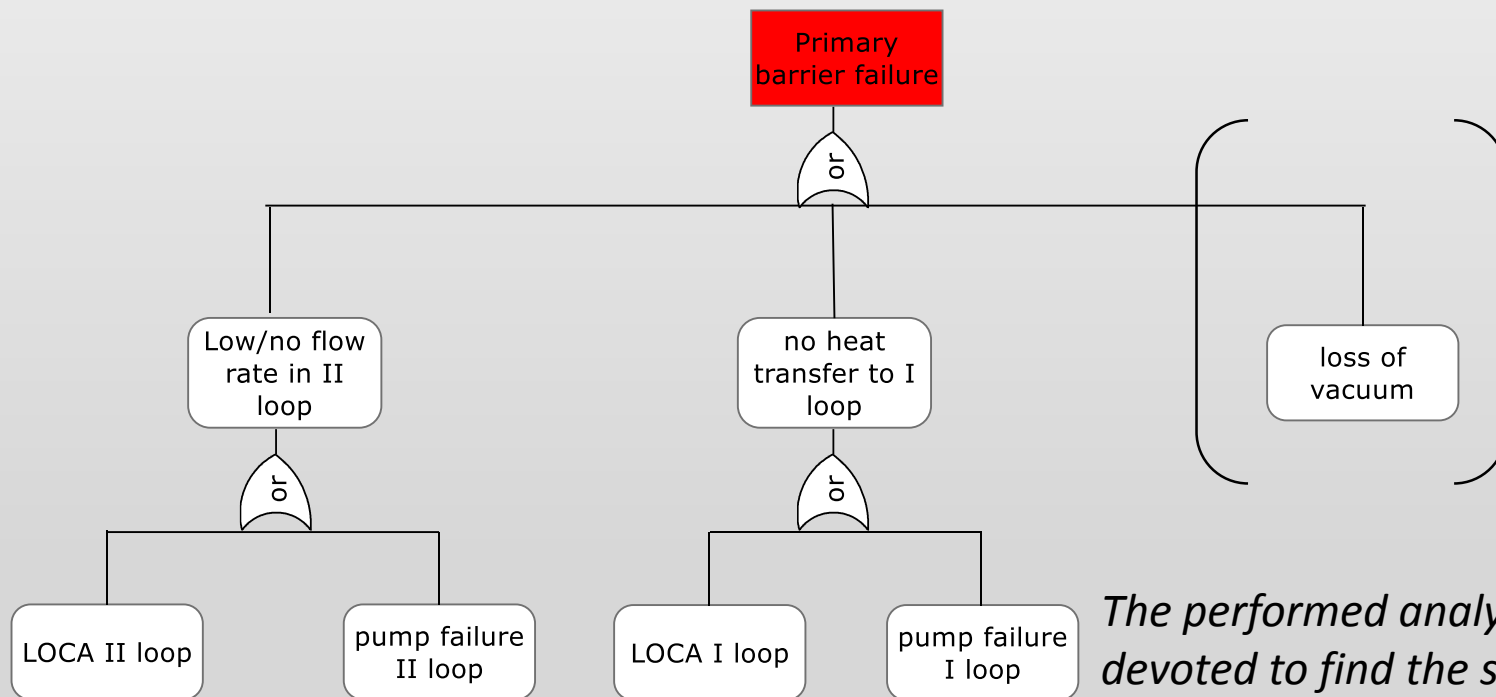 Primary
barrier failure
or
Low/no flow
rate in II
loop
no heat
transfer to I
loop
loss of
vacuum
or
or
LOCA II loop
pump failure
II loop
LOCA I loop
pump failure
I loop
The performed
devoted to find the